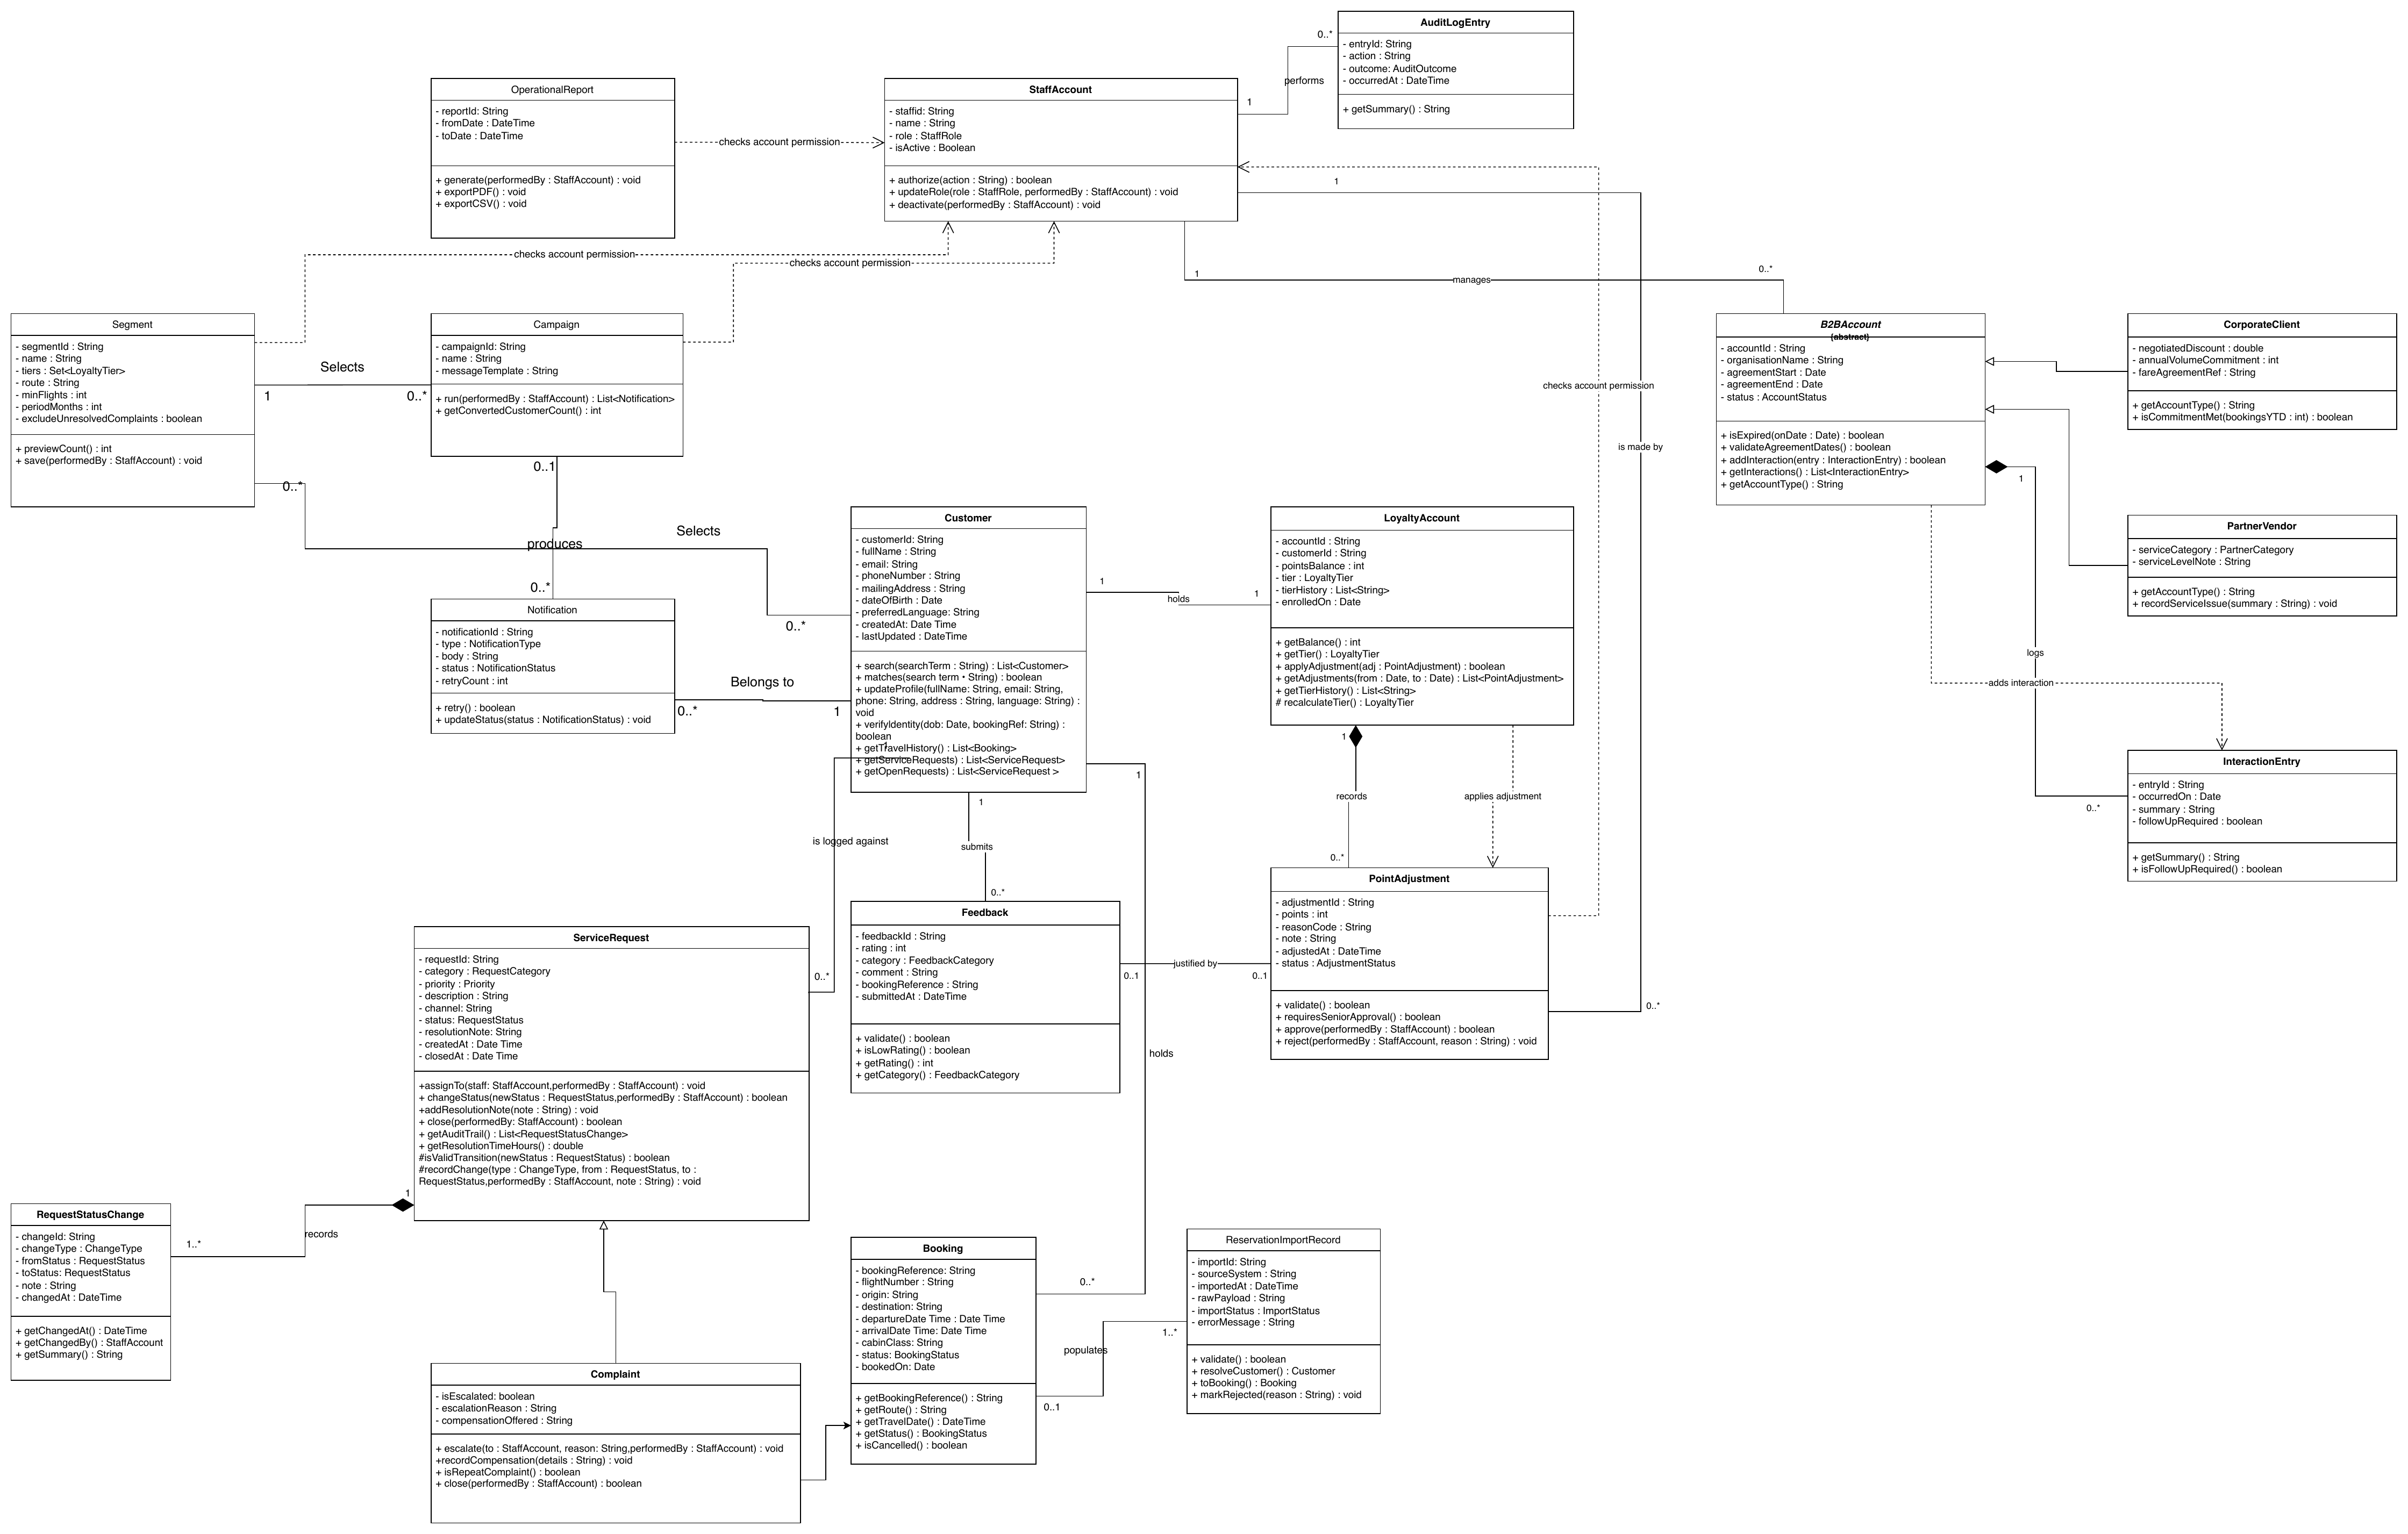 AuditLogEntry
- entryId: String
- action : String
- outcome: AuditOutcome
- occurredAt : DateTime
+ getSummary() : String
0..*
performs
1
OperationalReport
- reportId: String
- fromDate : DateTime
- toDate : DateTime
+ generate(performedBy : StaffAccount) : void
+ exportPDF() : void
+ exportCSV() : void
checks account permission
StaffAccount
- staffid : String
- name : String
- role : StaffRole
- isActive : Boolean
+ authorize(action : String) : boolean
+ updateRole(role : StaffRole, performedBy : StaffAccount) : void
+ deactivate(performedBy : StaffAccount) : void
1
checks account permission
checks account permission
1
manages
0..*
Segment
- segmentId : String
- name : String
- tiers : Set<LoyaltyTier>
- route : String
- minFlights : int
- periodMonths : int
- excludeUnresolvedComplaints : boolean
+ previewCount() : int
+ save(performedBy : StaffAccount) : void
Selects
1
0..*
Campaign
- campaignId: String
- name : String
- messageTemplate : String
+ run(performedBy : StaffAccount) : List<Notification>
+ getConvertedCustomerCount() : int
0..1
0..*
produces
Selects
0..*
0..*
B2BAccount
{abstract}
- accountId : String
- organisationName : String
- agreementStart : Date
- agreementEnd : Date
- status : AccountStatus
+ isExpired(onDate : Date) : boolean
+ validateAgreementDates() : boolean
+ addInteraction(entry : InteractionEntry) : boolean
+ getInteractions() : List<InteractionEntry>
+ getAccountType() : String
1
CorporateClient
- negotiatedDiscount : double
- annualVolumeCommitment : int
- fareAgreementRef : String
+ getAccountType() : String
+ isCommitmentMet(bookingsYTD : int) : boolean
checks account permission
is made by
PartnerVendor
- serviceCategory : PartnerCategory
- serviceLevelNote : String
+ getAccountType() : String
+ recordServiceIssue(summary : String) : void
logs
adds interaction
0..*
InteractionEntry
- entryId : String
- occurredOn : Date
- summary : String
- followUpRequired : boolean
+ getSummary() : String
+ isFollowUpRequired() : boolean
Notification
- notificationId : String
- type : NotificationType
- body : String
- status : NotificationStatus
- retryCount : int
+ retry() : boolean
+ updateStatus(status : NotificationStatus) : void
Belongs to
0..*
1
Customer
- customerId: String
- fullName : String
- email: String
- phoneNumber : String
- mailingAddress : String
- dateOfBirth : Date
- preferredLanguage: String
- createdAt: Date Time
- lastUpdated : DateTime
+ search(searchTerm : String) : List<Customer>
+ matches(search term • String) : boolean
+ updateProfile(fullName: String, email: String,
phone: String, address : String, language: String) :
void
+ verifyIdentity(dob: Date, bookingRef: String) :
boolean
+ getTravelHistory() : List<Booking>
+ getServiceRequests) : List<ServiceRequest>
+ getOpenRequests) : List<ServiceRequest >
1
1
holds
1
LoyaltyAccount
- accountId : String
- customerId : String
- pointsBalance : int
- tier : LoyaltyTier
- tierHistory : List<String>
- enrolledOn : Date
+ getBalance() : int
+ getTier() : LoyaltyTier
+ applyAdjustment(adj : PointAdjustment) : boolean
+ getAdjustments(from : Date, to : Date) : List<PointAdjustment>
+ getTierHistory() : List<String>
# recalculateTier() : LoyaltyTier
1
records
applies adjustment
0..*
1
1
is logged against
submits
0..*
Feedback
- feedbackId : String
- rating : int
- category : FeedbackCategory
- comment : String
- bookingReference : String
- submittedAt : DateTime
+ validate() : boolean
+ isLowRating() : boolean
+ getRating() : int
+ getCategory() : FeedbackCategory
0..1
justified by
0..1
PointAdjustment
- adjustmentId : String
- points : int
- reasonCode : String
- note : String
- adjustedAt : DateTime
- status : AdjustmentStatus
+ validate() : boolean
+ requiresSeniorApproval() : boolean
+ approve(performedBy : StaffAccount) : boolean
+ reject(performedBy : StaffAccount, reason : String) : void
0..*
holds
ServiceRequest
- requestId: String
- category : RequestCategory
- priority : Priority
- description : String
- channel: String
- status: RequestStatus
- resolutionNote: String
- createdAt : Date Time
- closedAt : Date Time
+assignTo(staff: StaffAccount,performedBy : StaffAccount) : void
+ changeStatus(newStatus : RequestStatus,performedBy : StaffAccount) : boolean
+addResolutionNote(note : String) : void
+ close(performedBy: StaffAccount) : boolean
+ getAuditTrail() : List<RequestStatusChange>
+ getResolutionTimeHours() : double
#isValidTransition(newStatus : RequestStatus) : boolean
#recordChange(type : ChangeType, from : RequestStatus, to :
RequestStatus,performedBy : StaffAccount, note : String) : void
0..*
1
records
1..*
RequestStatusChange
- changeId: String
- changeType : ChangeType
- fromStatus : RequestStatus
- toStatus: RequestStatus
- note : String
- changedAt : DateTime
+ getChangedAt() : DateTime
+ getChangedBy() : StaffAccount
+ getSummary() : String
Complaint
- isEscalated: boolean
- escalationReason : String
- compensationOffered : String
+ escalate(to : StaffAccount, reason: String,performedBy : StaffAccount) : void
+recordCompensation(details : String) : void
+ isRepeatComplaint() : boolean
+ close(performedBy : StaffAccount) : boolean
Booking
- bookingReference: String
- flightNumber : String
- origin: String
- destination: String
- departureDate Time : Date Time
- arrivalDate Time: Date Time
- cabinClass: String
- status: BookingStatus
- bookedOn: Date
+ getBookingReference() : String
+ getRoute() : String
+ getTravelDate() : DateTime
+ getStatus() : BookingStatus
+ isCancelled() : boolean
0..*
populates
1..*
0..1
ReservationImportRecord
- importId: String
- sourceSystem : String
- importedAt : DateTime
- rawPayload : String
- importStatus : ImportStatus
- errorMessage : String
+ validate() : boolean
+ resolveCustomer() : Customer
+ toBooking() : Booking
+ markRejected(reason : String) : void